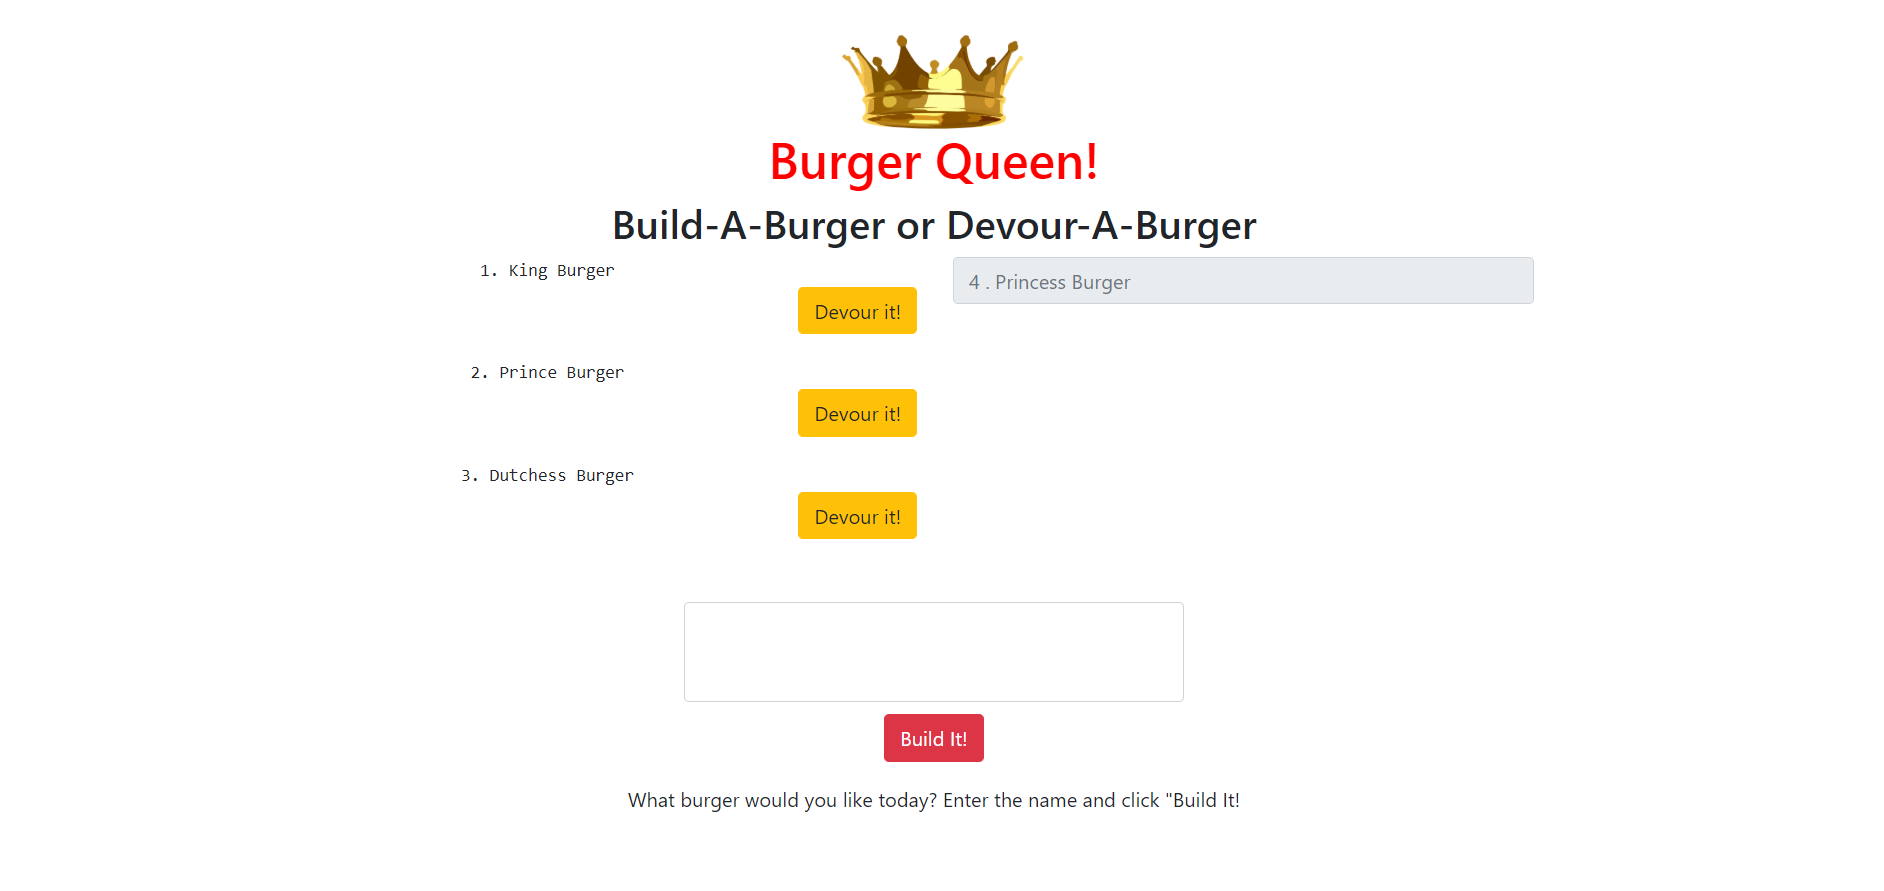 Burger Queen!
Build-A-Burger or Devour-A-Burger
1. King Burger
Devour it!
2. Prince Burger
Devour it!
3. Dutchess Burger
Devour it!
4 . Princess Burger
Build It!
What burger would you like today? Enter the name and click "Build It!